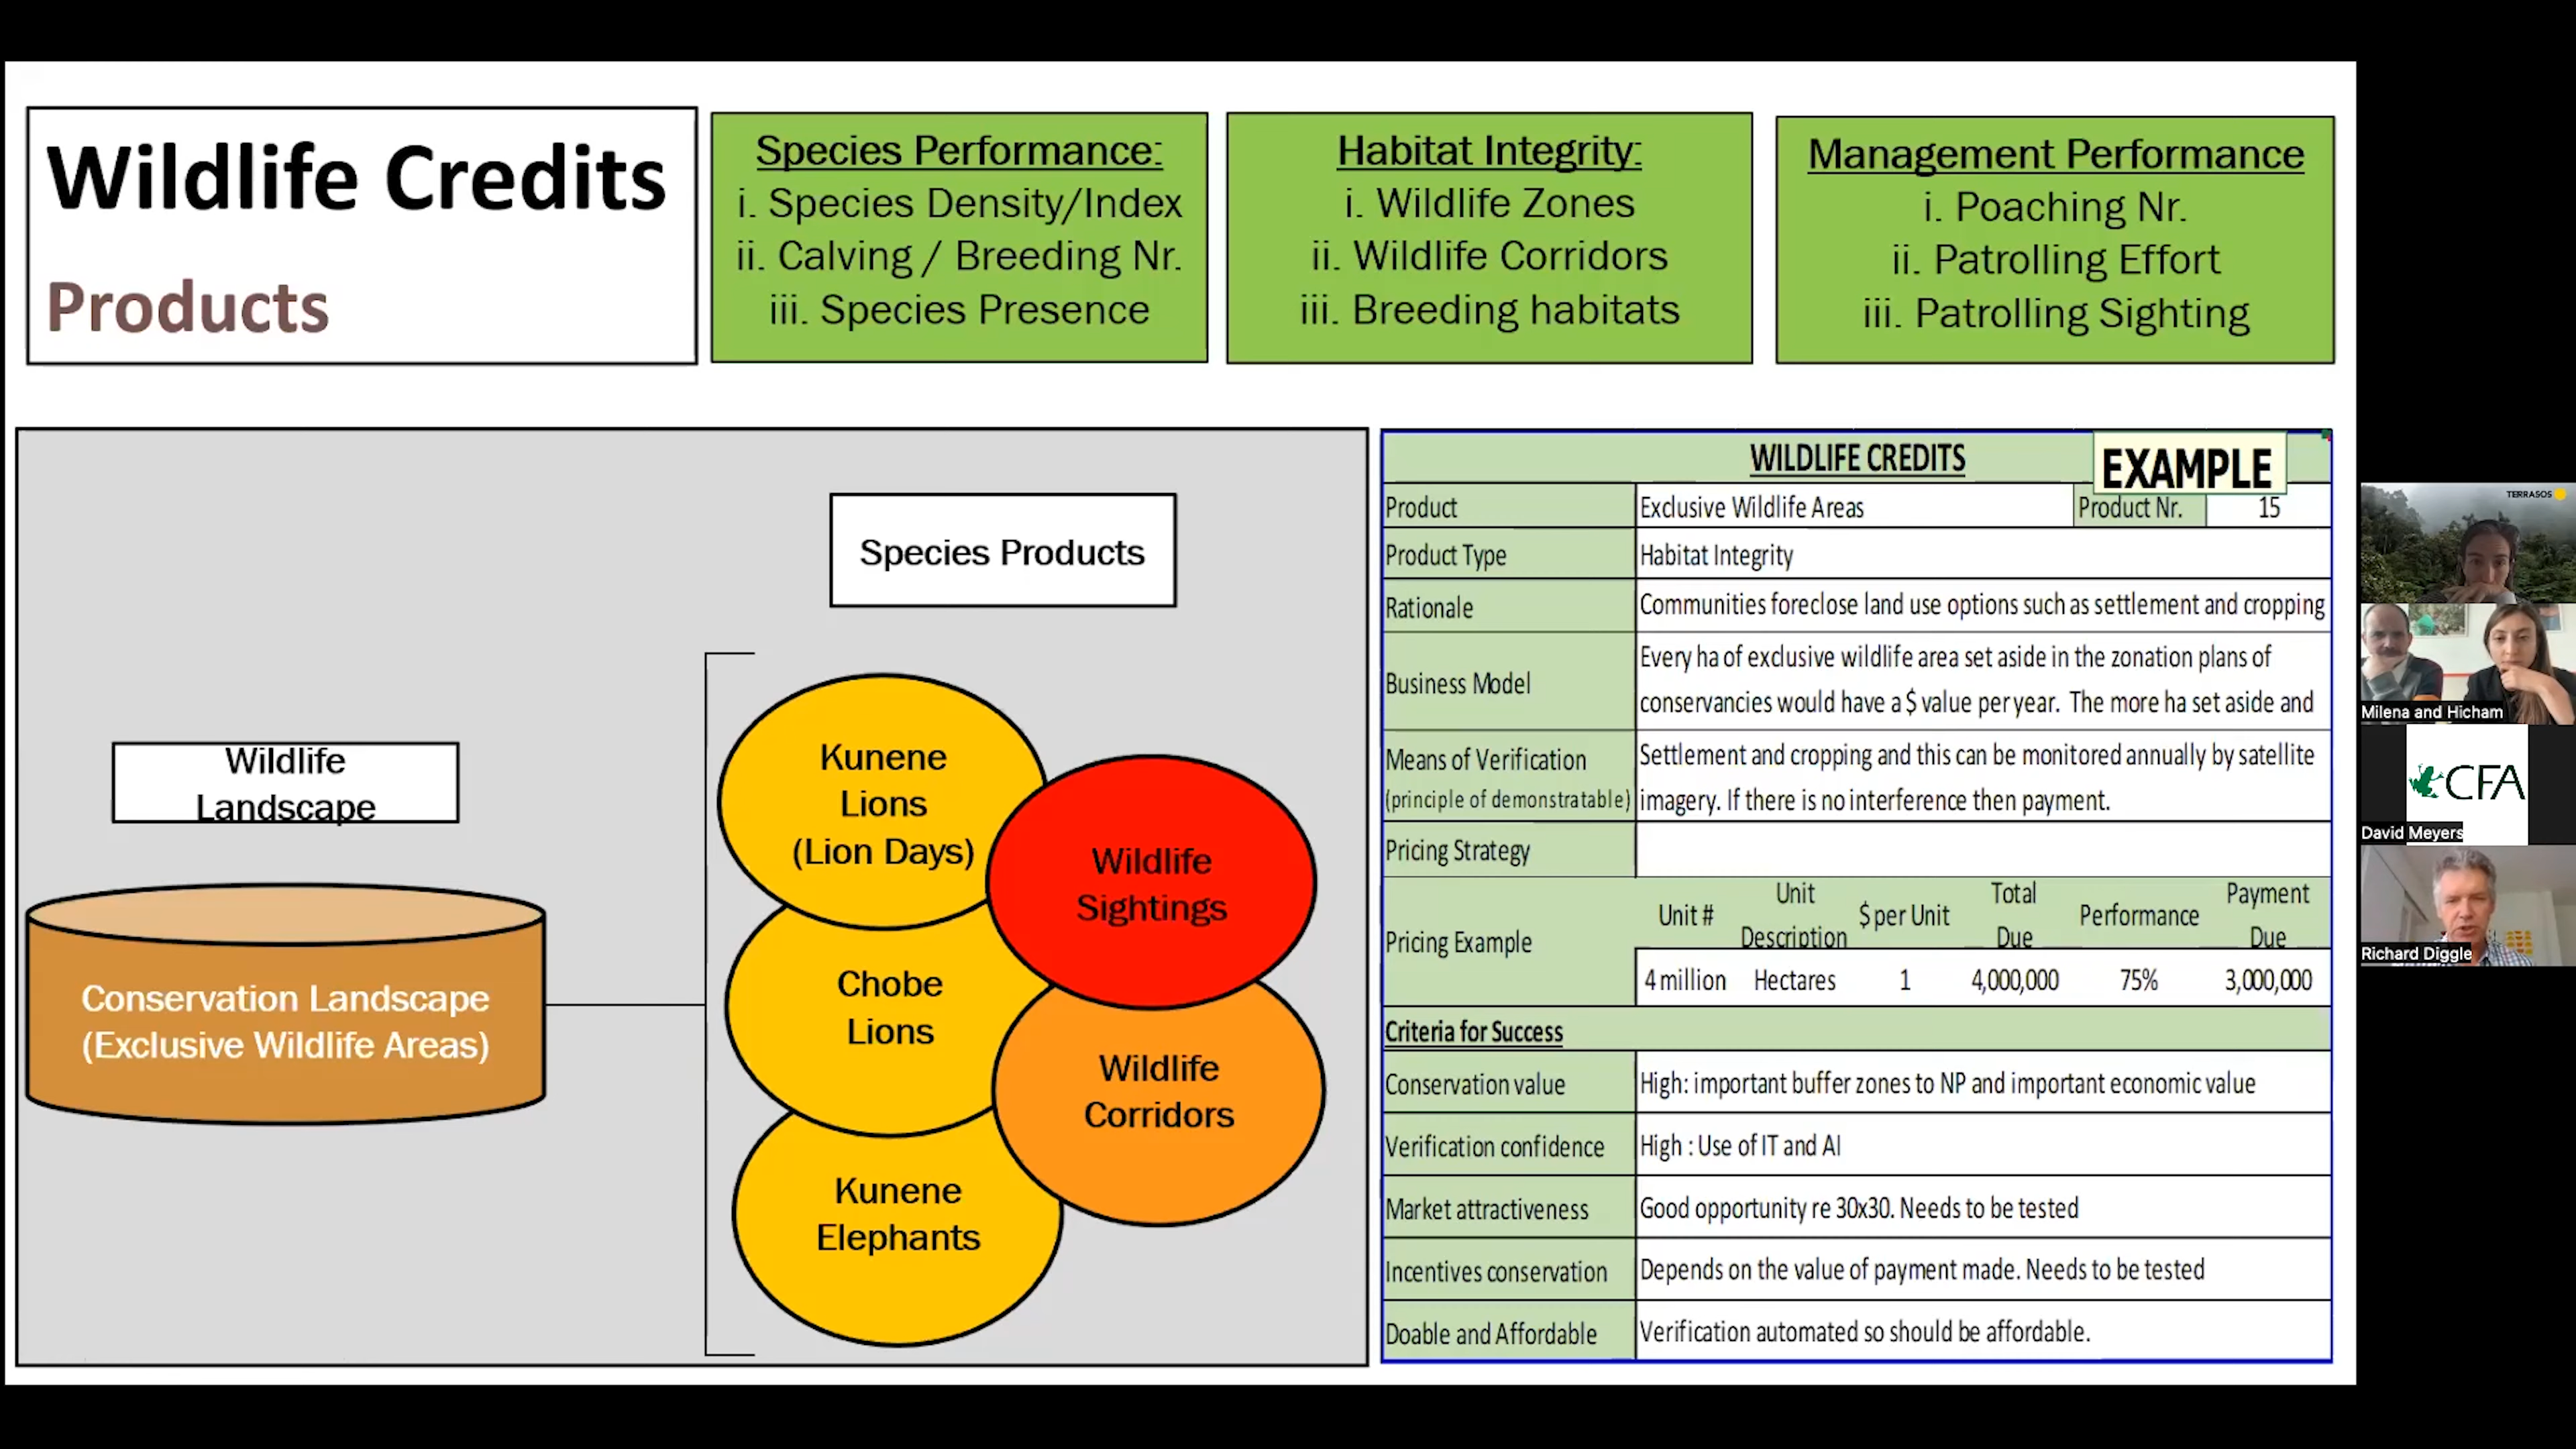 Wildlife Credits
Products
Species Performance:
i. Species Density/Index
ii. Calving / Breeding Nr.
iii. Species Presence
Habitat Integrity:
i. Wildlife Zones
ii. Wildlife Corridors
iii. Breeding habitats
Management Performance
i. Poaching Nr.
ii. Patrolling Effort
iii. Patrolling Sighting
Wildlife
Landscape
Conservation Landscape
(Exclusive Wildlife Areas)
Species Products
Kunene
Lions
(Lion Days)
Wildlife
Sightings
Chobe
Lions
Wildlife
Corridors
Kunene
Elephants
WILDLIFE CREDITS
EXAMPLE
Product Exclusive Wildlife Areas Product Nr. 15
Product Type Habitat Integrity
Rationale Communities foreclose land use options such as settlement and cropping
Business Model Every ha of exclusive wildlife area set aside in the zonation plans of
conservancies would have a $ value per year. The more ha set aside and
Means of Verification Settlement and cropping and this can be monitored annually by satellite
(principle of demonstratable) imagery. If there is no interference then payment.
Pricing Strategy
Pricing Example Unit # Unit Description $ per Unit Total Due Performance Payment Due
4 million Hectares 1 4,000,000 75% 3,000,000
Criteria for Success
Conservation value High: important buffer zones to NP and important economic value
Verification confidence High : Use of IT and AI
Market attractiveness Good opportunity re 30x30. Needs to be tested
Incentives conservation Depends on the value of payment made. Needs to be tested
Doable and Affordable Verification automated so should be affordable.
TERRASOS
Milena and Hicham
CFA
David Meyers
Richard Diggle